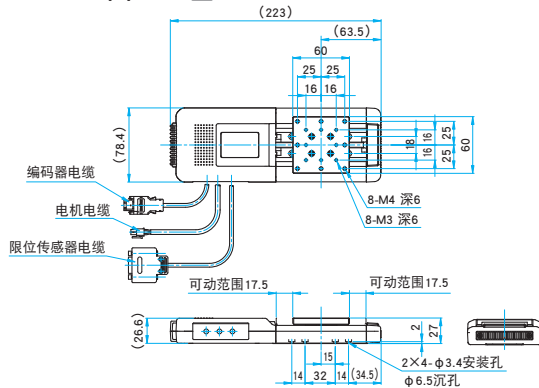 (223)
(63.5)
60
25 25
16 16
(78.4)
18
16
16
25
25
60
编码器电缆
电机电缆
限位传感器电缆
8-M4 深6
8-M3 深6
可动范围17.5
可动范围17.5
(26.6)
2
27
15
14 32 14 (34.5)
2×4-φ3.4安装孔
φ6.5沉孔